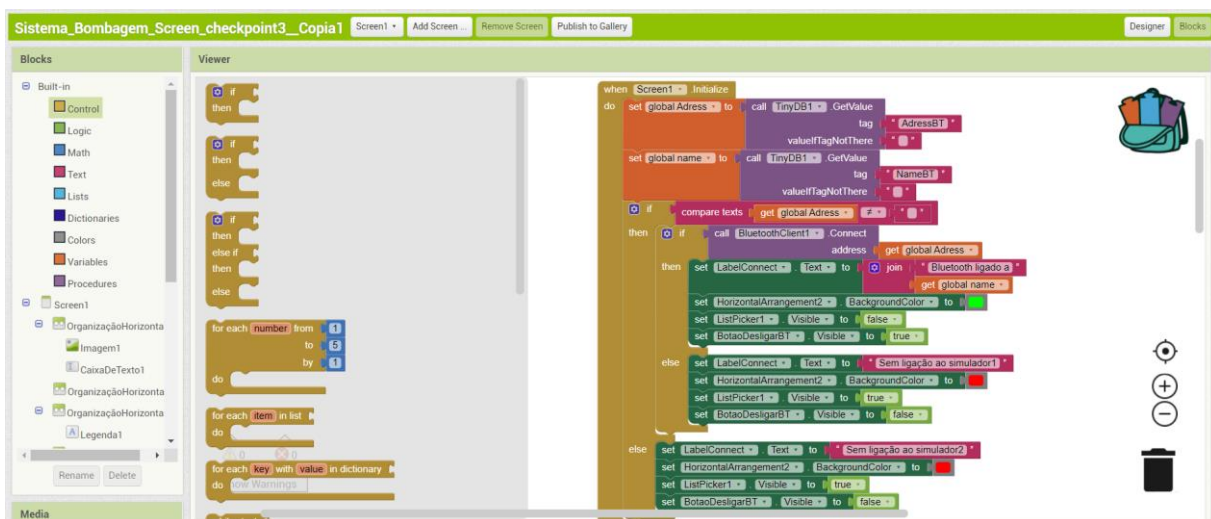 Sistema_Bombagem_Screen_checkpoint3__Copia1 Screen1 Add Screen ... Remove Screen Publish to Gallery Designer Blocks
Blocks
Built-in
Control
Logic
Math
Text
Lists
Dictionaries
Colors
Variables
Procedures
Screen1
OrganizaçãoHorizonta
Imagem1
CaixaDeTexto1
OrganizaçãoHorizonta
OrganizaçãoHorizonta
Legenda1
Rename Delete
Media
Viewer
if
then
if
then
else
if
then
else if
then
else
for each number from 1
to 5
by 1
do
for each item in list
do
0 0
for each key with value in dictionary
do
Warnings
when Screen1 .Initialize
do set global Adress to call TinyDB1 .GetValue
tag " AdressBT "
valueIfTagNotThere " "
set global name to call TinyDB1 .GetValue
tag " NameBT "
valueIfTagNotThere " "
if compare texts get global Adress ≠ " "
then if call BluetoothClient1 .Connect
address get global Adress
then set LabelConnect . Text to join " Bluetooth ligado a "
get global name
set HorizontalArrangement2 . BackgroundColor to
set ListPicker1 . Visible to false
set BotaoDesligarBT . Visible to true
else set LabelConnect . Text to " Sem ligação ao simulador1 "
set HorizontalArrangement2 . BackgroundColor to
set ListPicker1 . Visible to true
set BotaoDesligarBT . Visible to false
else set LabelConnect . Text to " Sem ligação ao simulador2 "
set HorizontalArrangement2 . BackgroundColor to
set ListPicker1 . Visible to true
set BotaoDesligarBT . Visible to false